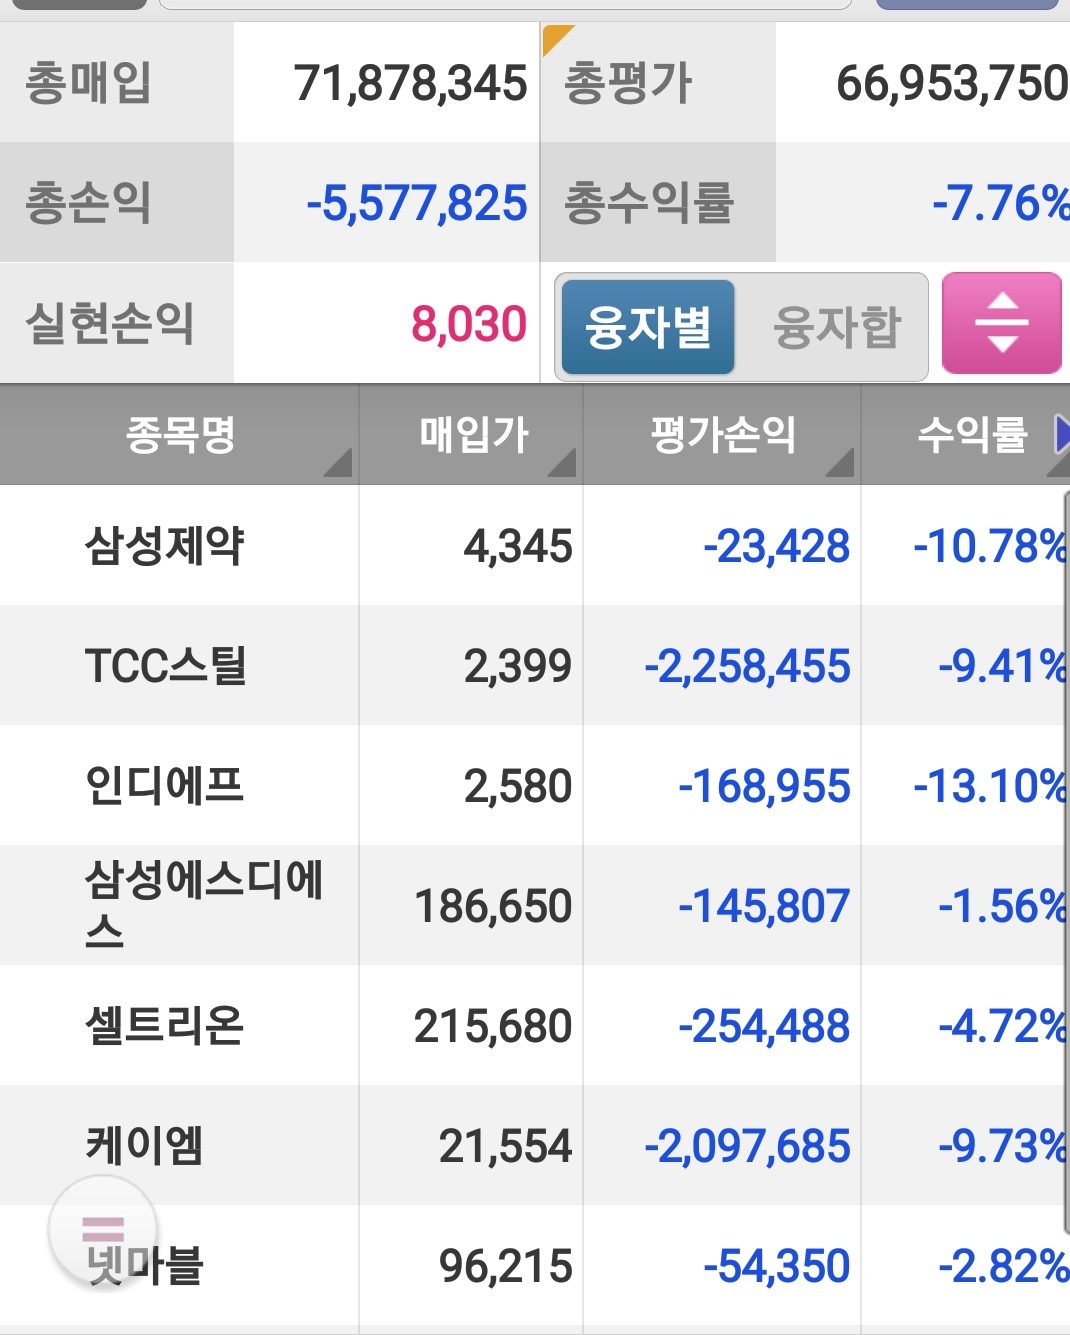 총매입 71,878,345 총평가 66,953,750
총손익 -5,577,825 총수익률 -7.76%
실현손익 8,030 융자별 융자합
종목명 매입가 평가손익 수익률
삼성제약 4,345 -23,428 -10.78%
TCC스틸 2,399 -2,258,455 -9.41%
인디에프 2,580 -168,955 -13.10%
삼성에스디에
스 186,650 -145,807 -1.56%
셀트리온 215,680 -254,488 -4.72%
케이엠 21,554 -2,097,685 -9.73%
넷마블 96,215 -54,350 -2.82%